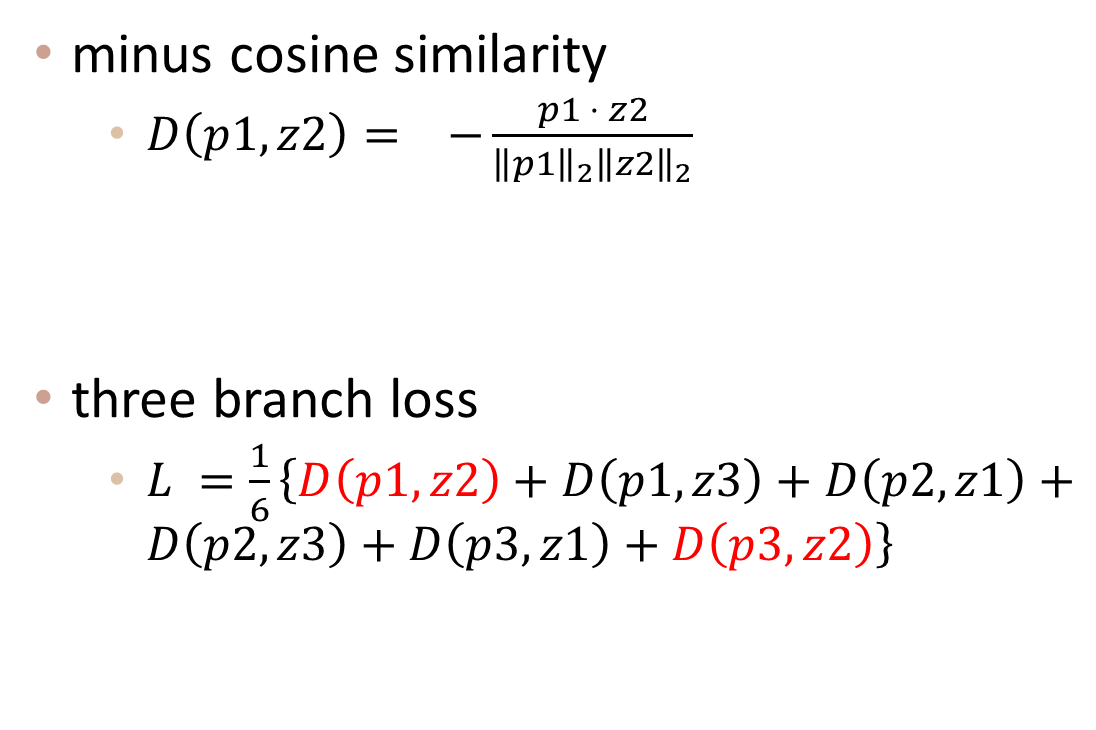 • minus cosine similarity
• D(p1, z2) = − p1 · z2 / ‖p1‖₂‖z2‖₂
• three branch loss
• L = 1/6 {D(p1, z2) + D(p1, z3) + D(p2, z1) +
D(p2, z3) + D(p3, z1) + D(p3, z2)}